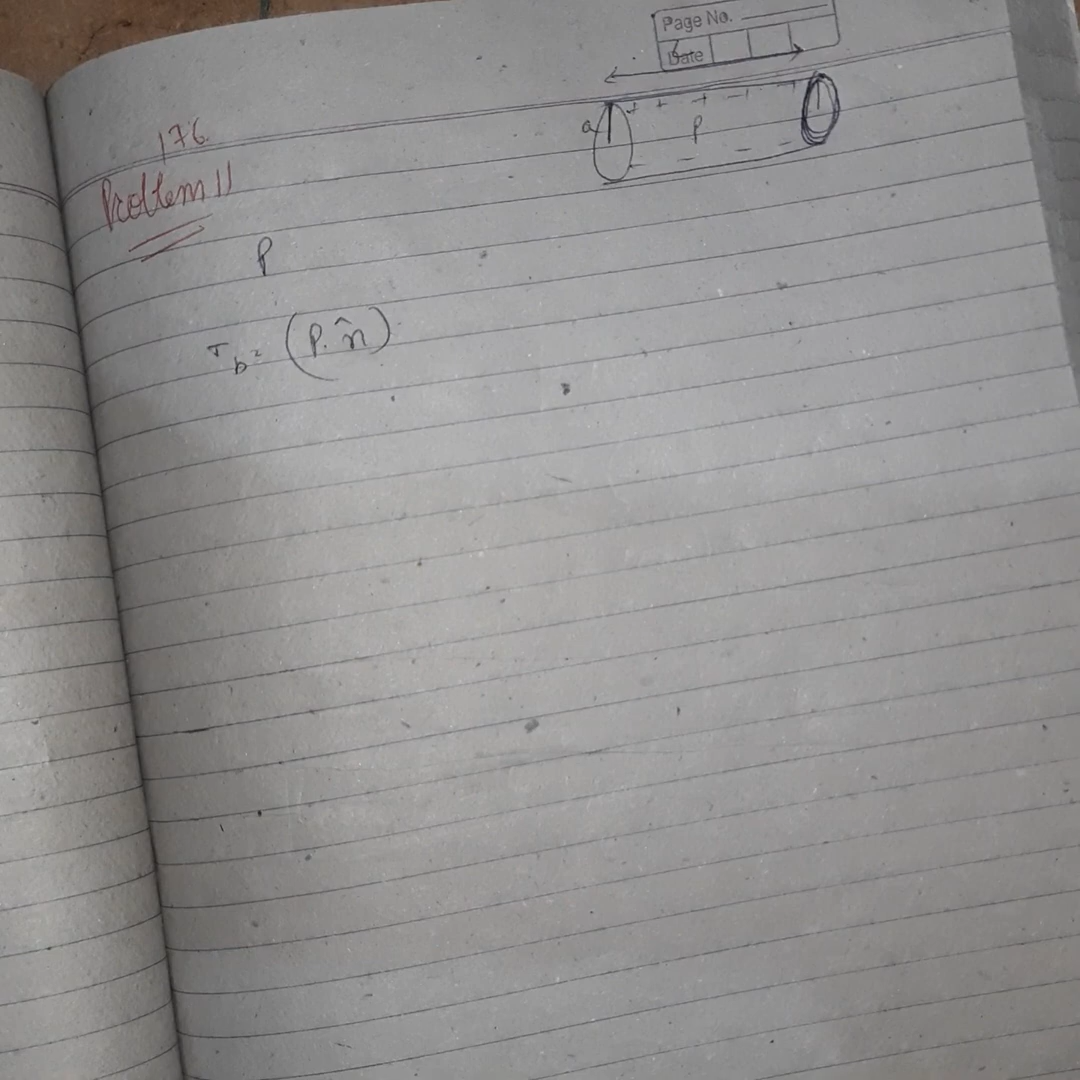 Page No.
Date
L
a
+ + + - -
P
- - - -
176.
Problem 11
P
σb = (P. n̂)